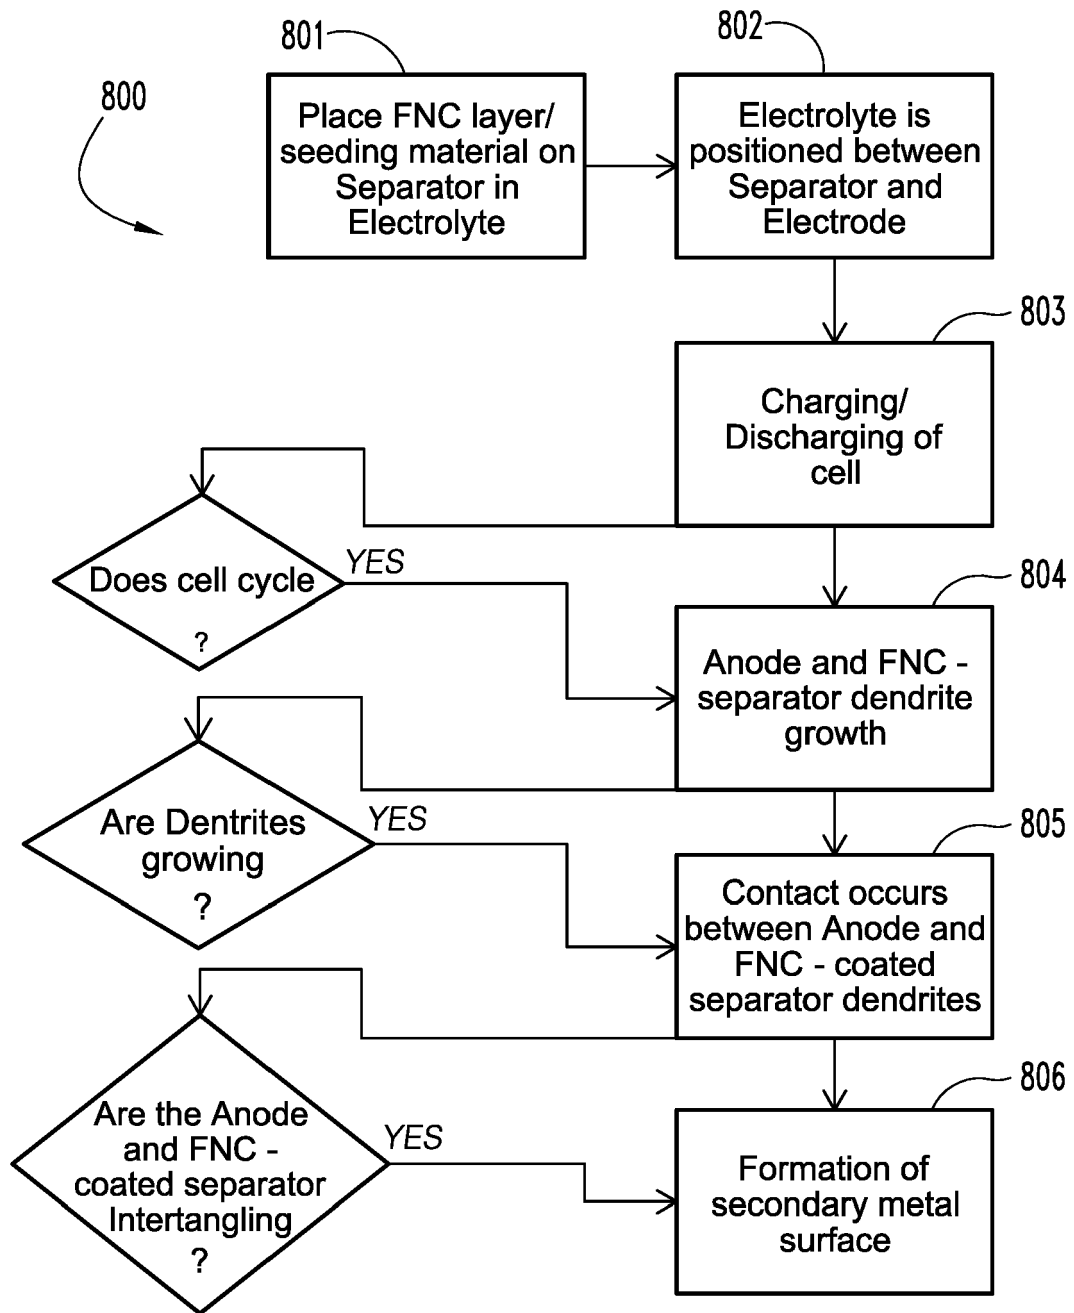 800
801
Place FNC layer/
seeding material on
Separator in
Electrolyte
802
Electrolyte is
positioned between
Separator and
Electrode
803
Charging/
Discharging of
cell
Does cell cycle
?
YES
804
Anode and FNC -
separator dendrite
growth
Are Dentrites
growing
?
YES
805
Contact occurs
between Anode and
FNC - coated
separator dendrites
Are the Anode
and FNC -
coated separator
Intertangling
?
YES
806
Formation of
secondary metal
surface